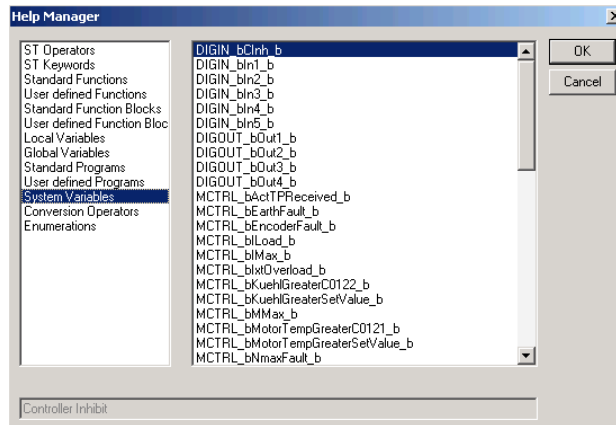 Help Manager
ST Operators
ST Keywords
Standard Functions
User defined Functions
Standard Function Blocks
User defined Function Bloc
Local Variables
Global Variables
Standard Programs
User defined Programs
System Variables
Conversion Operators
Enumerations
DIGIN_bCInh_b
DIGIN_bIn1_b
DIGIN_bIn2_b
DIGIN_bIn3_b
DIGIN_bIn4_b
DIGIN_bIn5_b
DIGOUT_bOut1_b
DIGOUT_bOut2_b
DIGOUT_bOut3_b
DIGOUT_bOut4_b
MCTRL_bActTPReceived_b
MCTRL_bEarthFault_b
MCTRL_bEncoderFault_b
MCTRL_bILoad_b
MCTRL_bIMax_b
MCTRL_bIxtOverload_b
MCTRL_bKuehlGreaterC0122_b
MCTRL_bKuehlGreaterSetValue_b
MCTRL_bMMax_b
MCTRL_bMotorTempGreaterC0121_b
MCTRL_bMotorTempGreaterSetValue_b
MCTRL_bNmaxFault_b
OK
Cancel
Controller Inhibit